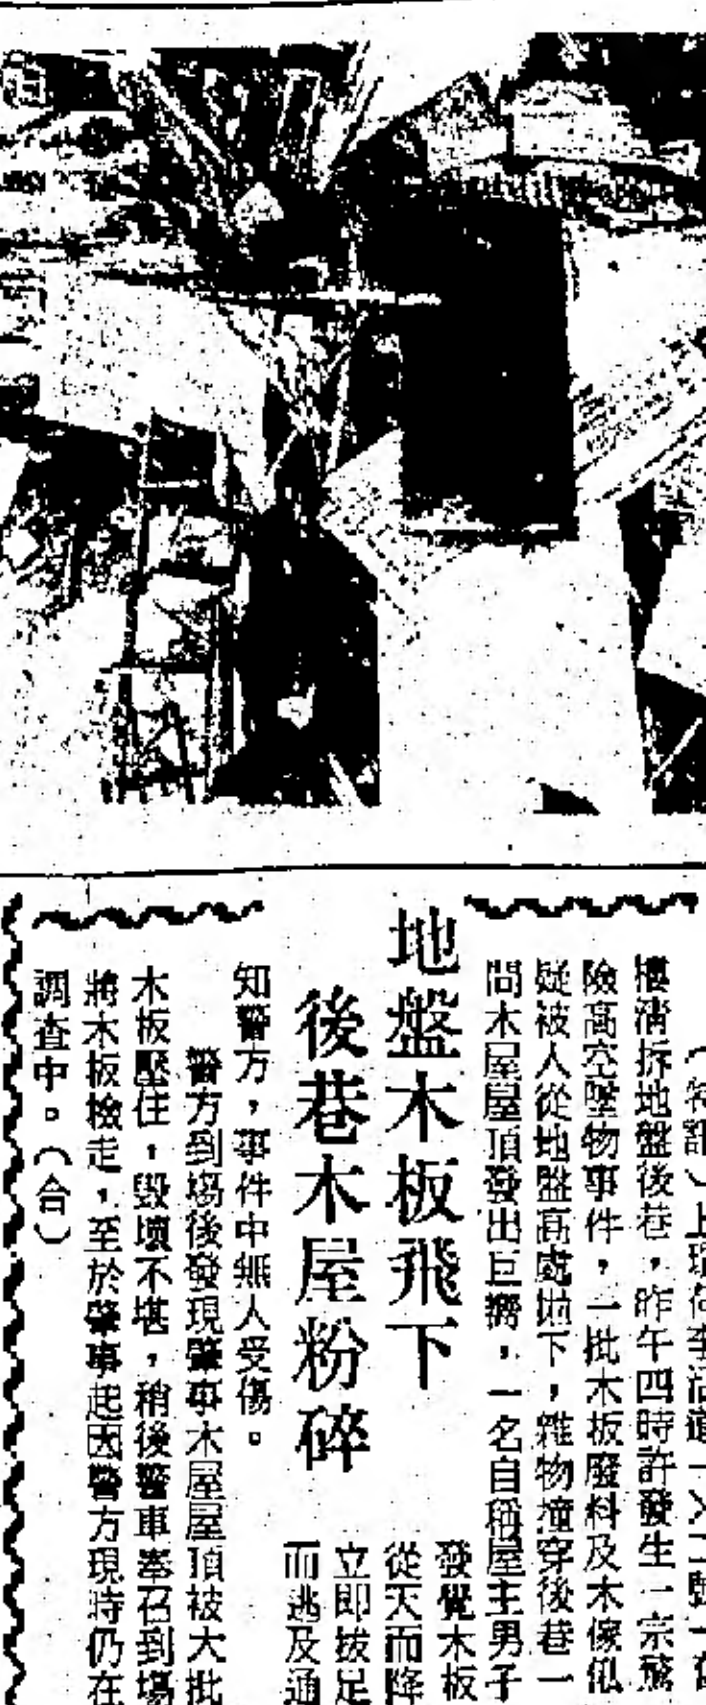 地盤木板飛下
後巷木屋粉碎
(特訊)上環
樓清拆地盤後巷,昨午四時許發生一宗驚
險高空墜物事件,一批木板廢料及木傢俬
疑被人從地盤高處拋下,雜物撞穿後巷一
間木屋屋頂發出巨響,一名自稱屋主男子
發覺木板
從天而降
立即拔足
而逃及通
知警方,事件中無人受傷。
警方到場後發現肇事木屋屋頂被大批
木板壓住,毀壞不堪,稍後警車奉召到場
將木板檢走,至於肇事起因警方現時仍在
調查中。(合)